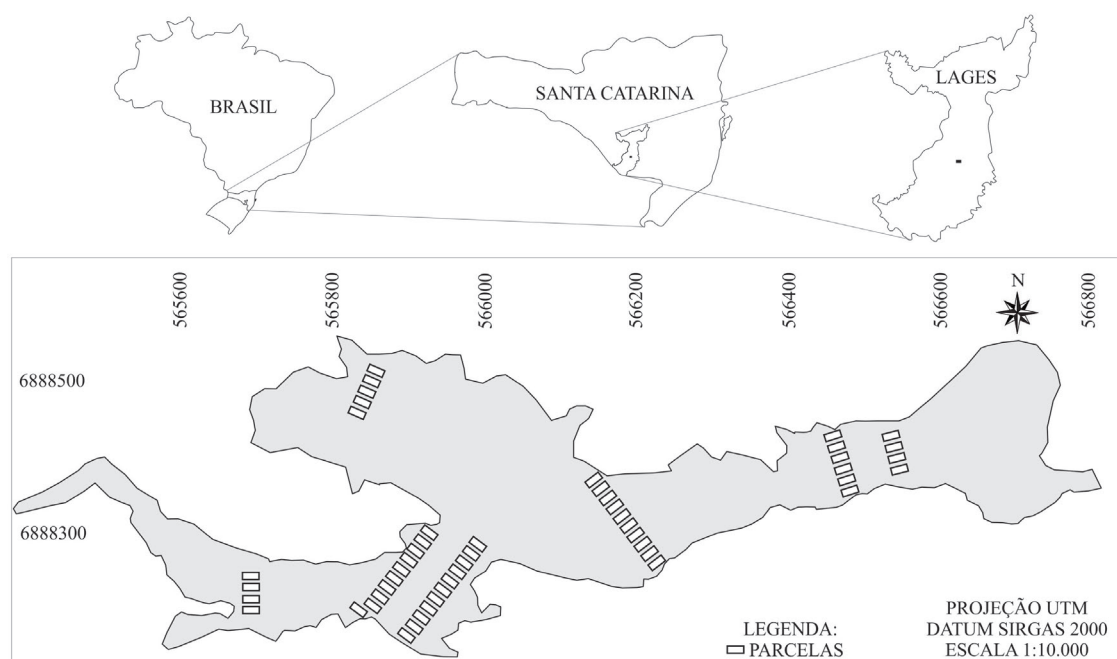 BRASIL
SANTA CATARINA
LAGES
565600
565800
566000
566200
566400
566600
N
566800
6888500
6888300
LEGENDA:
PARCELAS
PROJEÇÃO UTM
DATUM SIRGAS 2000
ESCALA 1:10.000